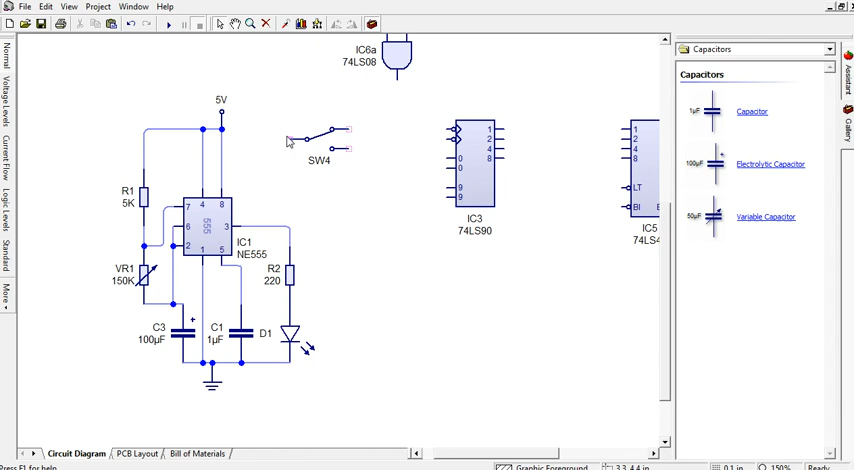 File Edit View Project Window Help
Normal
Voltage Levels
Current Flow
Logic Levels
Standard
More
IC6a
74LS08
5V
SW4
R1
5K
7
4
8
6
555
3
2
1
5
IC1
NE555
VR1
150K
R2
220
C3
100µF
+
C1
1µF
D1
1
2
4
8
0
0
9
9
IC3
74LS90
1
2
4
8
LT
BI
IC5
74LS4
Capacitors
Capacitors
1µF
Capacitor
100µF
+
Electrolytic Capacitor
50µF
Variable Capacitor
Assistant
Gallery
Circuit Diagram PCB Layout Bill of Materials
Press F1 for help
Graphic Foreground
3.3, 4.4 in
0.1 in
150%
Ready